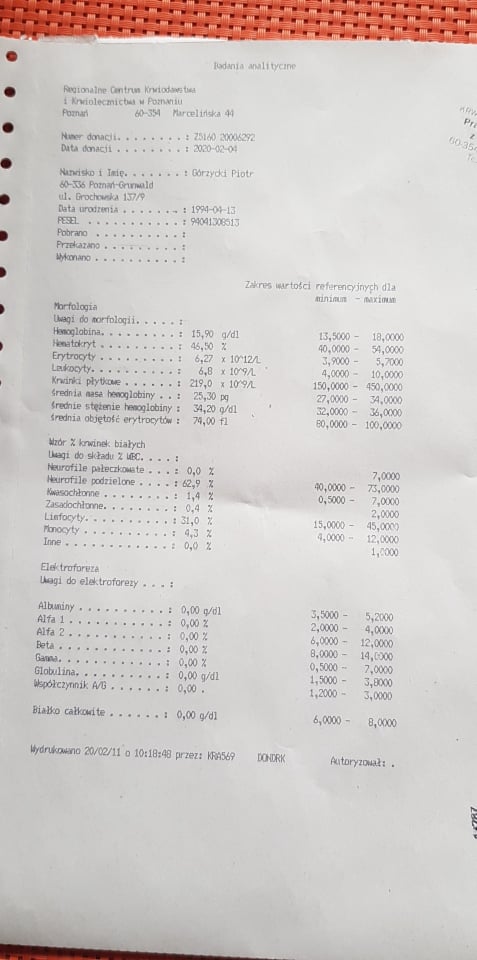 Badania analityczne
Regionalne Centrum Krwiodawstwa
i Krwiolecznictwa w Poznaniu
Poznań 60-354 Marcelińska 44
Numer donacji. . . . . . . . : Z5160 20006292
Data donacji . . . . . . . . : 2020-02-04
Nazwisko i Imię. . . . . . . : Górzycki Piotr
60-336 Poznań-Grunwald
ul. Grochowska 137/9
Data urodzenia . . . . . . . : 1994-04-13
PESEL . . . . . . . . . . . : 94041308513
Pobrano . . . . . . . . . . :
Przekazano . . . . . . . . . :
Wykonano . . . . . . . . . . :
Zakres wartości referencyjnych dla
minimum - maximum
Morfologia
Uwagi do morfologii. . . . . :
Hemoglobina. . . . . . . . . : 15,90 g/dl 13,5000 - 18,0000
Hematokryt . . . . . . . . . : 46,50 % 40,0000 - 54,0000
Erytrocyty . . . . . . . . . : 6,27 x 10^12/L 3,9000 - 5,7000
Leukocyty. . . . . . . . . . : 6,8 x 10^9/L 4,0000 - 10,0000
Krwinki płytkowe . . . . . . : 219,0 x 10^9/L 150,0000 - 450,0000
Średnia masa hemoglobiny . . : 25,30 pg 27,0000 - 34,0000
Średnie stężenie hemoglobiny : 34,20 g/dl 32,0000 - 36,0000
Średnia objętość erytrocytów : 74,00 fl 80,0000 - 100,0000
Wzór % krwinek białych
Uwagi do składu % WBC. . . . :
Neurofile pałeczkowate . . . : 0,0 % 7,0000
Neurofile podzielone . . . . : 62,9 % 40,0000 - 73,0000
Kwasochłonne . . . . . . . . : 1,4 % 0,5000 - 7,0000
Zasadochłonne. . . . . . . . : 0,4 % 2,0000
Limfocyty. . . . . . . . . . : 31,0 % 15,0000 - 45,0000
Monocyty . . . . . . . . . . : 4,3 % 4,0000 - 12,0000
Inne . . . . . . . . . . . . : 0,0 % 1,0000
Elektroforeza
Uwagi do elektroforezy . . . :
Albuminy . . . . . . . . . . : 0,00 g/dl 3,5000 - 5,2000
Alfa 1 . . . . . . . . . . . : 0,00 % 2,0000 - 4,0000
Alfa 2 . . . . . . . . . . . : 0,00 % 6,0000 - 12,0000
Beta . . . . . . . . . . . . : 0,00 % 8,0000 - 14,0000
Gamma. . . . . . . . . . . . : 0,00 % 0,5000 - 7,0000
Globulina. . . . . . . . . . : 0,00 g/dl 1,5000 - 3,8000
Współczynnik A/G . . . . . . : 0,00 . 1,2000 - 3,0000
Białko całkowite . . . . . . : 0,00 g/dl 6,0000 - 8,0000
Wydrukowano 20/02/11 o 10:18:48 przez: KRA569 DONDRK Autoryzował: .